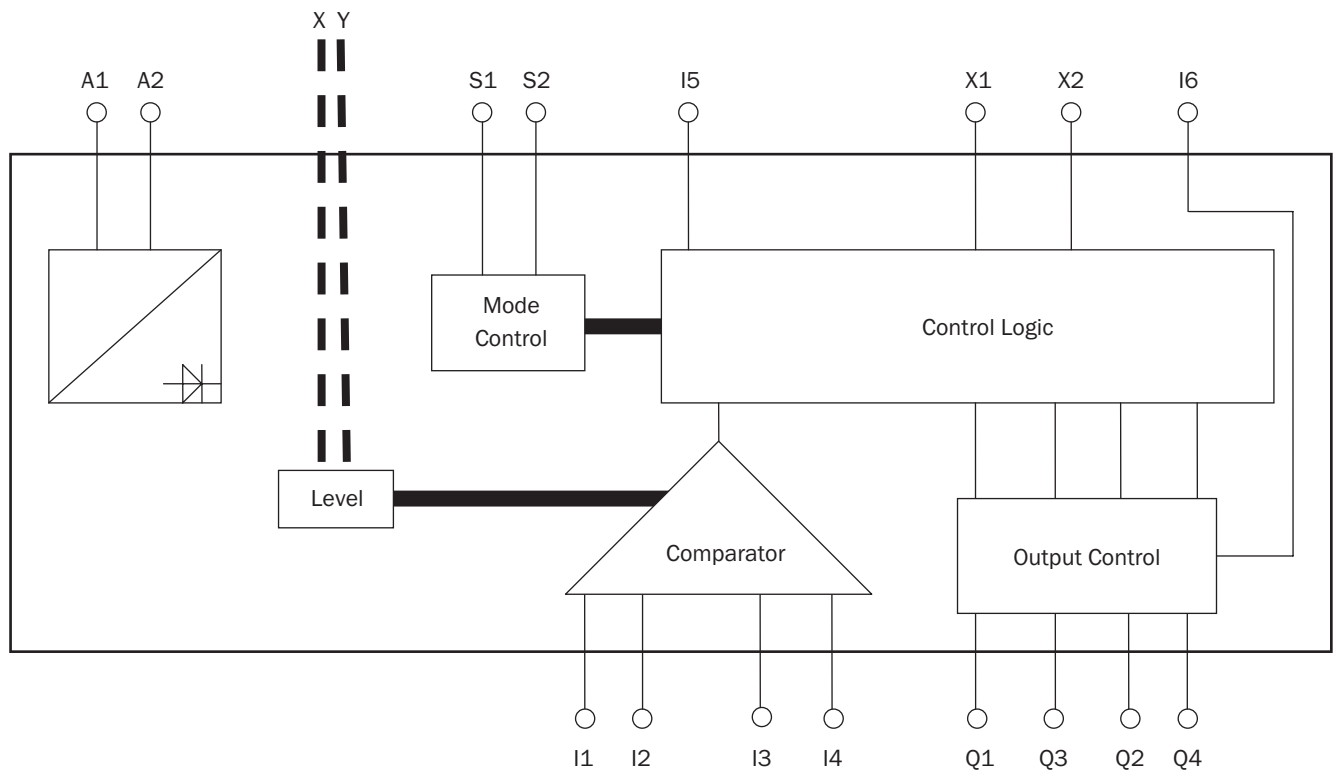 X Y
A1 A2 S1 S2 I5 X1 X2 I6
Mode
Control
Control Logic
Level
Comparator
Output Control
I1 I2 I3 I4 Q1 Q3 Q2 Q4